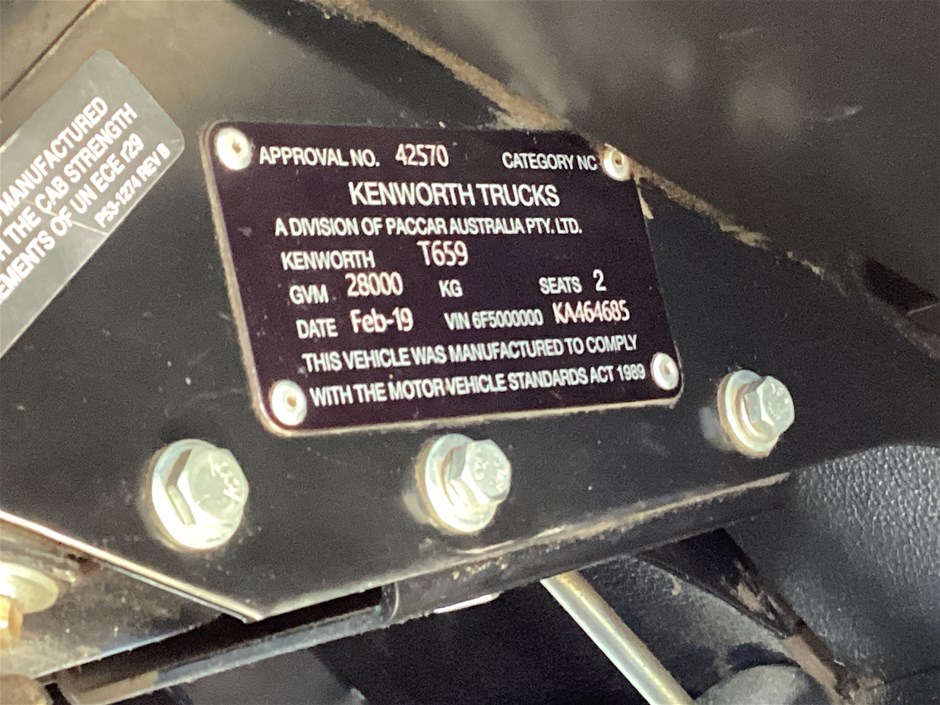 MANUFACTURED
THE CAB STRENGTH
EMENTS OF UN ECE r29
PSS-1274 REV B
APPROVAL NO. 42570 CATEGORY NC
KENWORTH TRUCKS
A DIVISION OF PACCAR AUSTRALIA PTY. LTD.
KENWORTH T659
GVM 28000 KG SEATS 2
DATE Feb-19 VIN 6F5000000 KA464685
THIS VEHICLE WAS MANUFACTURED TO COMPLY
WITH THE MOTOR VEHICLE STANDARDS ACT 1989